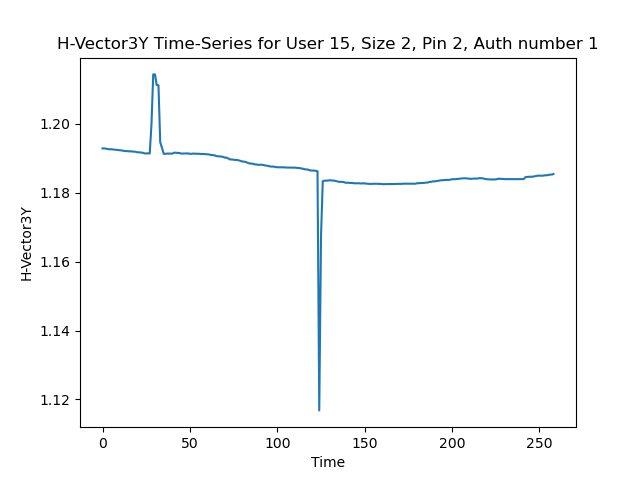 H-Vector3Y Time-Series for User 15, Size 2, Pin 2, Auth number 1
1.20
1.18
1.16
1.14
1.12
H-Vector3Y
0 50 100 150 200 250
Time